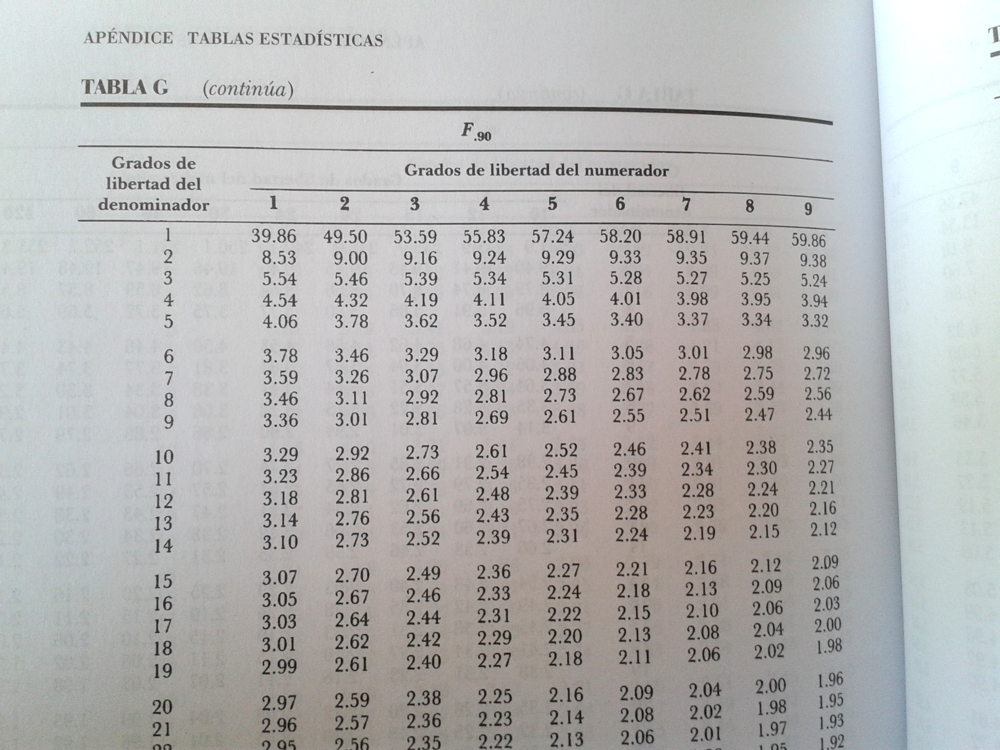 APÉNDICE TABLAS ESTADÍSTICAS
TABLA G (continúa)
F.90
Grados de libertad del denominador
Grados de libertad del numerador
1 2 3 4 5 6 7 8 9
1 39.86 49.50 53.59 55.83 57.24 58.20 58.91 59.44 59.86
2 8.53 9.00 9.16 9.24 9.29 9.33 9.35 9.37 9.38
3 5.54 5.46 5.39 5.34 5.31 5.28 5.27 5.25 5.24
4 4.54 4.32 4.19 4.11 4.05 4.01 3.98 3.95 3.94
5 4.06 3.78 3.62 3.52 3.45 3.40 3.37 3.34 3.32
6 3.78 3.46 3.29 3.18 3.11 3.05 3.01 2.98 2.96
7 3.59 3.26 3.07 2.96 2.88 2.83 2.78 2.75 2.72
8 3.46 3.11 2.92 2.81 2.73 2.67 2.62 2.59 2.56
9 3.36 3.01 2.81 2.69 2.61 2.55 2.51 2.47 2.44
10 3.29 2.92 2.73 2.61 2.52 2.46 2.41 2.38 2.35
11 3.23 2.86 2.66 2.54 2.45 2.39 2.34 2.30 2.27
12 3.18 2.81 2.61 2.48 2.39 2.33 2.28 2.24 2.21
13 3.14 2.76 2.56 2.43 2.35 2.28 2.23 2.20 2.16
14 3.10 2.73 2.52 2.39 2.31 2.24 2.19 2.15 2.12
15 3.07 2.70 2.49 2.36 2.27 2.21 2.16 2.12 2.09
16 3.05 2.67 2.46 2.33 2.24 2.18 2.13 2.09 2.06
17 3.03 2.64 2.44 2.31 2.22 2.15 2.10 2.06 2.03
18 3.01 2.62 2.42 2.29 2.20 2.13 2.08 2.04 2.00
19 2.99 2.61 2.40 2.27 2.18 2.11 2.06 2.02 1.98
20 2.97 2.59 2.38 2.25 2.16 2.09 2.04 2.00 1.96
21 2.96 2.57 2.36 2.23 2.14 2.08 2.02 1.98 1.95
22 2.95 2.56 2.35 2.22 2.13 2.06 2.01 1.97 1.93
1.95 1.92